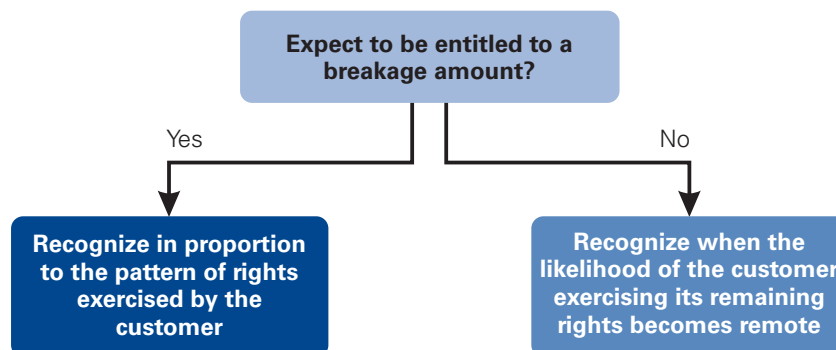 Expect to be entitled to a
breakage amount?
Yes
No
Recognize in proportion
to the pattern of rights
exercised by the
customer
Recognize when the
likelihood of the customer
exercising its remaining
rights becomes remote